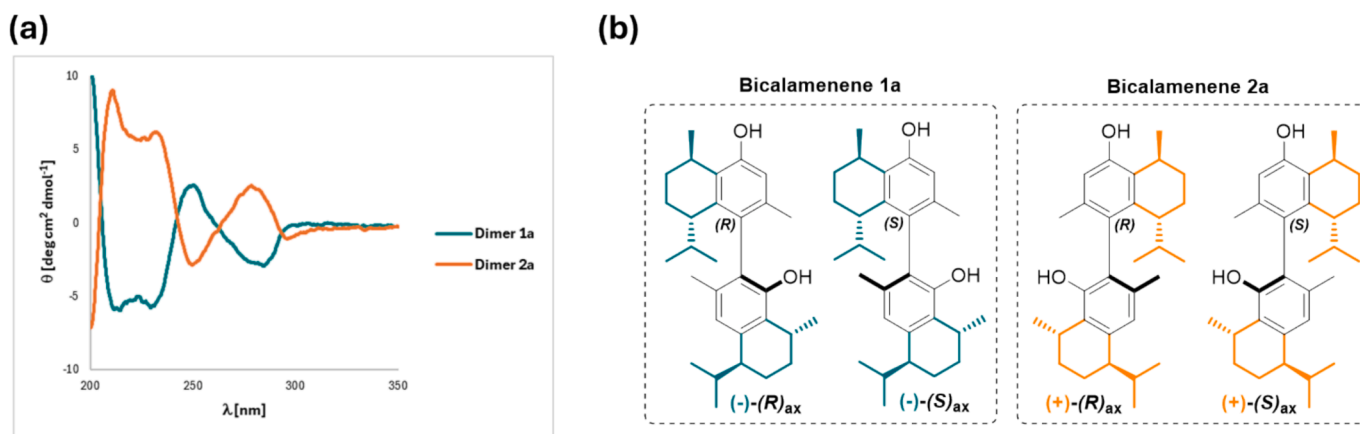 (a)
10
5
0
-5
-10
200
250
300
350
θ [deg cm² dmol⁻¹]
λ [nm]
Dimer 1a
Dimer 2a
(b)
Bicalamenene 1a
Bicalamenene 2a
OH
OH
OH
OH
(R)
(S)
(R)
(S)
OH
OH
HO
HO
(-)-(R)ax
(-)-(S)ax
(+)-(R)ax
(+)-(S)ax